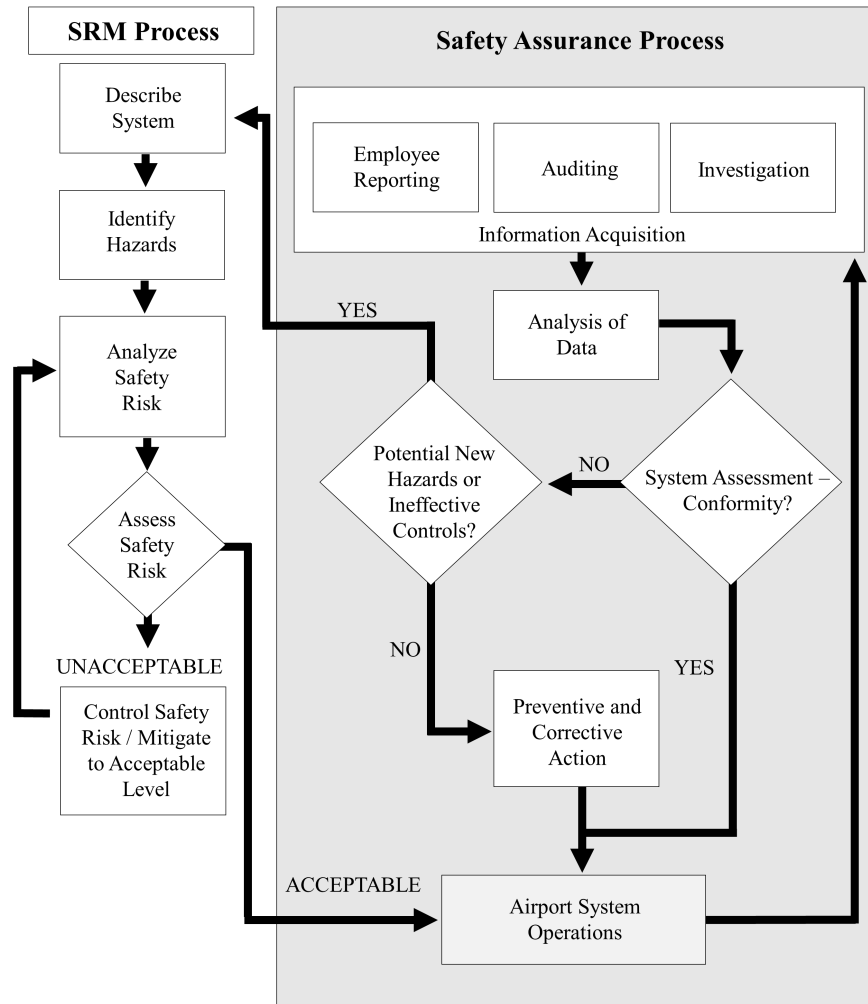 SRM Process
Describe
System
Identify
Hazards
Analyze
Safety
Risk
Assess
Safety
Risk
UNACCEPTABLE
Control Safety
Risk / Mitigate
to Acceptable
Level
Safety Assurance Process
Employee
Reporting
Auditing
Investigation
Information Acquisition
YES
Analysis of
Data
Potential New
Hazards or
Ineffective
Controls?
NO
System Assessment –
Conformity?
NO
YES
Preventive and
Corrective
Action
ACCEPTABLE
Airport System
Operations